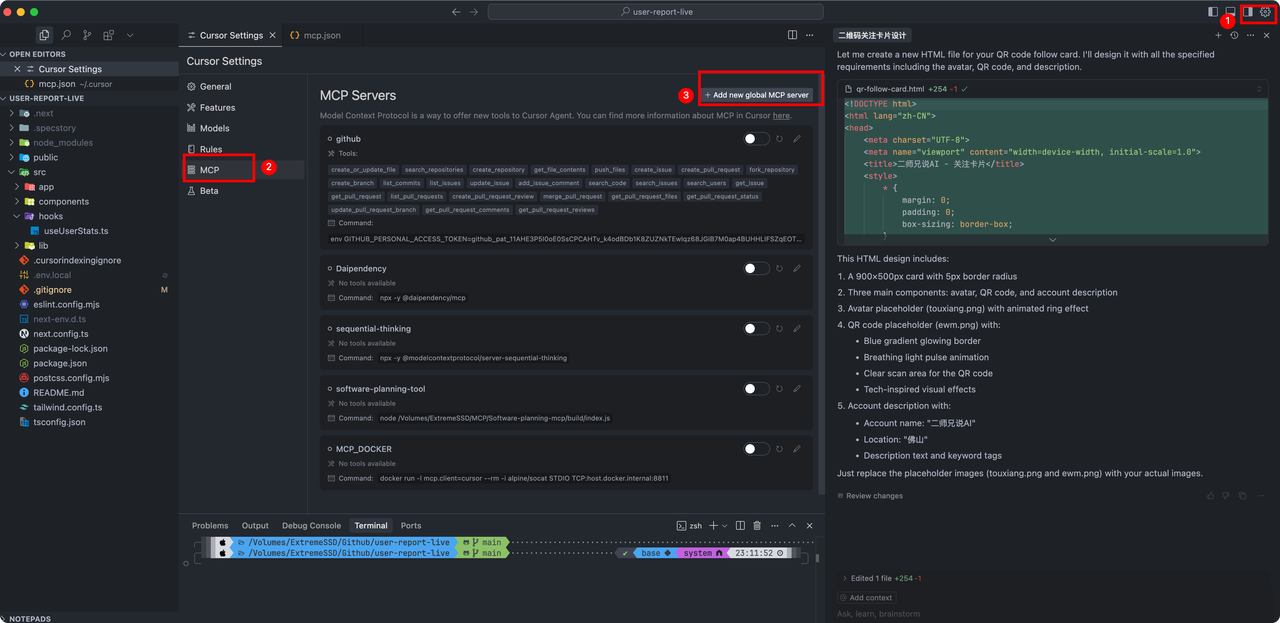 user-report-live
1
OPEN EDITORS
Cursor Settings
mcp.json ~/.cursor
USER-REPORT-LIVE
.next
.specstory
node_modules
public
src
app
components
hooks
useUserStats.ts
lib
.cursorindexingignore
.env.local
.gitignore M
eslint.config.mjs
next-env.d.ts
next.config.ts
package-lock.json
package.json
postcss.config.mjs
README.md
tailwind.config.ts
tsconfig.json
NOTEPADS
Cursor Settings
mcp.json
Cursor Settings
General
Features
Models
Rules
MCP
2
Beta
MCP Servers
3
+ Add new global MCP server
Model Context Protocol is a way to offer new tools to Cursor Agent. You can find more information about MCP in Cursor here.
github
Tools:
create_or_update_file search_repositories create_repository get_file_contents push_files create_issue create_pull_request fork_repository
create_branch list_commits list_issues update_issue add_issue_comment search_code search_issues search_users get_issue
get_pull_request list_pull_requests create_pull_request_review merge_pull_request get_pull_request_files get_pull_request_status
update_pull_request_branch get_pull_request_comments get_pull_request_reviews
Command:
Daipendency
No tools available
Command: npx -y @daipendency/mcp
sequential-thinking
No tools available
Command: npx -y @modelcontextprotocol/server-sequential-thinking
software-planning-tool
No tools available
Command: node /Volumes/ExtremeSSD/MCP/Software-planning-mcp/build/index.js
MCP_DOCKER
No tools available
Command: docker run -l mcp.client=cursor --rm -i alpine/socat STDIO TCP:host.docker.internal:8811
Problems Output Debug Console Terminal Ports
zsh
/Volumes/ExtremeSSD/Github/user-report-live main
/Volumes/ExtremeSSD/Github/user-report-live main
base system 23:11:52
二维码关注卡片设计
Let me create a new HTML file for your QR code follow card. I'll design it with all the specified
requirements including the avatar, QR code, and description.
qr-follow-card.html +254 -1
<!DOCTYPE html>
<html lang="zh-CN">
<head>
<meta charset="UTF-8">
<meta name="viewport" content="width=device-width, initial-scale=1.0">
<title>二师兄说AI - 关注卡片</title>
<style>
* {
margin: 0;
padding: 0;
box-sizing: border-box;
}
This HTML design includes:
1. A 900×500px card with 5px border radius
2. Three main components: avatar, QR code, and account description
3. Avatar placeholder (touxiang.png) with animated ring effect
4. QR code placeholder (ewm.png) with:
• Blue gradient glowing border
• Breathing light pulse animation
• Clear scan area for the QR code
• Tech-inspired visual effects
5. Account description with:
• Account name: "二师兄说AI"
• Location: "佛山"
• Description text and keyword tags
Just replace the placeholder images (touxiang.png and ewm.png) with your actual images.
Review changes
Edited 1 file +254 -1
Add context
Ask, learn, brainstorm